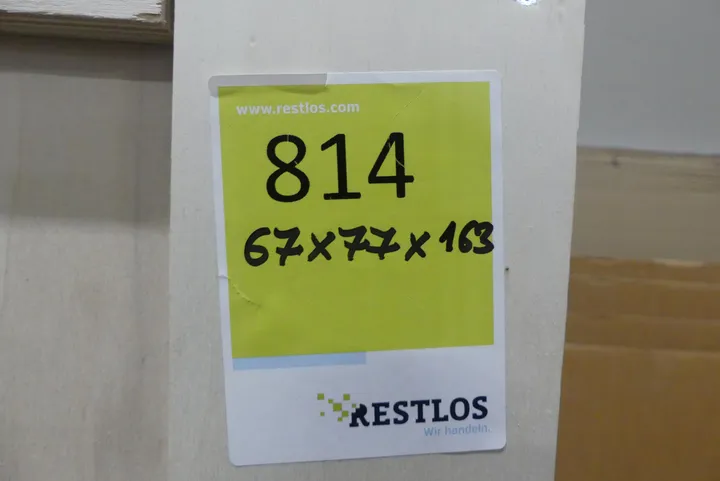 www.restlos.com
814
67x77x163
RESTLOS
Wir handeln.